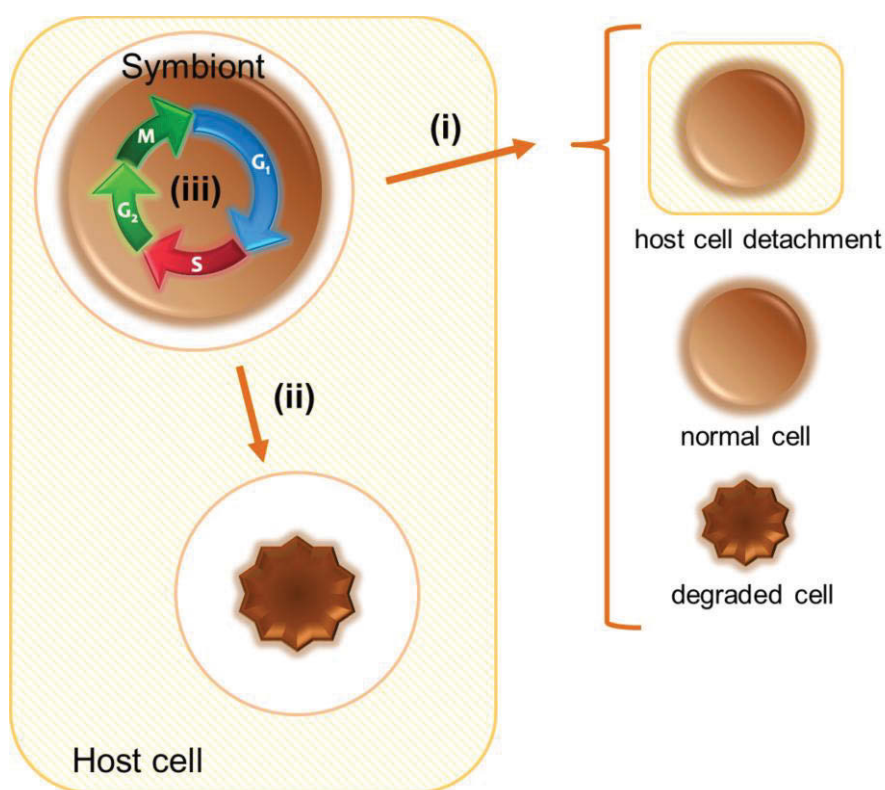 Symbiont
M
G₁
(iii)
G₂
S
(i)
(ii)
host cell detachment
normal cell
degraded cell
Host cell